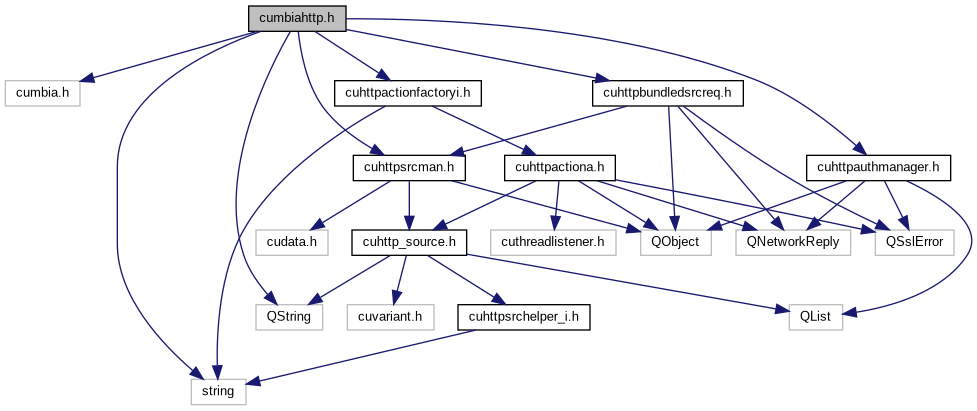 cumbiahttp.h
cumbia.h
cuhttpactionfactoryi.h
cuhttpbundledsrcreq.h
cuhttpsrcman.h
cuhttpactiona.h
cuhttpauthmanager.h
cudata.h
cuhttp_source.h
cuthreadlistener.h
QObject
QNetworkReply
QSslError
QString
cuvariant.h
cuhttpsrchelper_i.h
QList
string